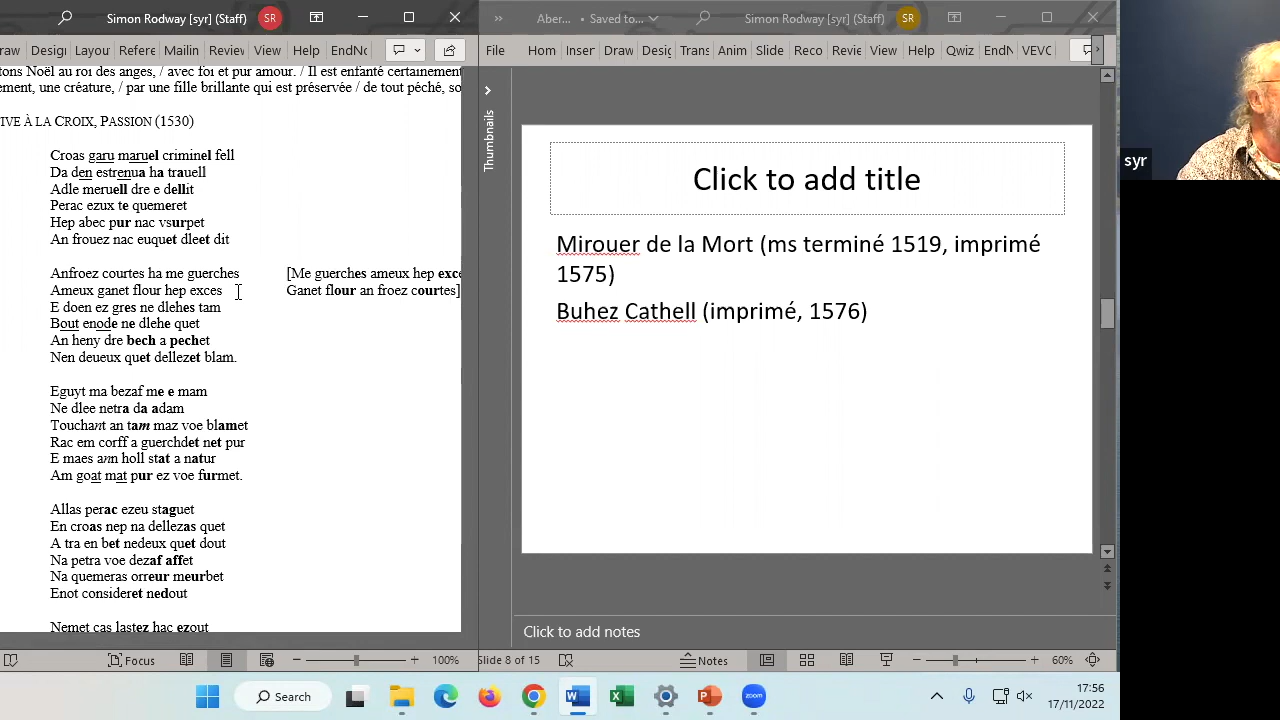 Simon Rodway [syr] (Staff) SR
Desigr Layou Refere Mailin Review View Help EndNo
tons Noël au roi des anges, / avec foi et pur amour. / Il est enfanté certainement
ement, une créature, / par une fille brillante qui est préservée / de tout péché, so
IVE À LA CROIX, PASSION (1530)
Croas garu maruel criminel fell
Da den estrenua ha trauell
Adle meruell dre e dellit
Perac ezux te quemeret
Hep abec pur nac vsurpet
An frouez nac euquet dleet dit
Anfroez courtes ha me guerches [Me guerches ameux hep exce
Ameux ganet flour hep exces Ganet flour an froez courtes]
E doen ez gres ne dlehes tam
Bout enode ne dlehe quet
An heny dre bech a pechet
Nen deueux quet dellezet blam.
Eguyt ma bezaf me e mam
Ne dlee netra da adam
Touchant an tam maz voe blamet
Rac em corff a guerchdet net pur
E maes ann holl stat a natur
Am goat mat pur ez voe furmet.
Allas perac ezeu staguet
En croas nep na dellezas quet
A tra en bet nedeux quet dout
Na petra voe dezaf affet
Na quemeras orreur meurbet
Enot consideret nedout
Nemet cas lastez hac ezout
Focus 100%
Aber... • Saved to... Simon Rodway [syr] (Staff) SR
File Hom Inser Draw Desig Trans Anim Slide Reco Revie View Help Qwiz EndN VEVC
Thumbnails
Click to add title
Mirouer de la Mort (ms terminé 1519, imprimé
1575)
Buhez Cathell (imprimé, 1576)
Click to add notes
Slide 8 of 15 Notes 60%
syr
Search
zoom
17:56
17/11/2022